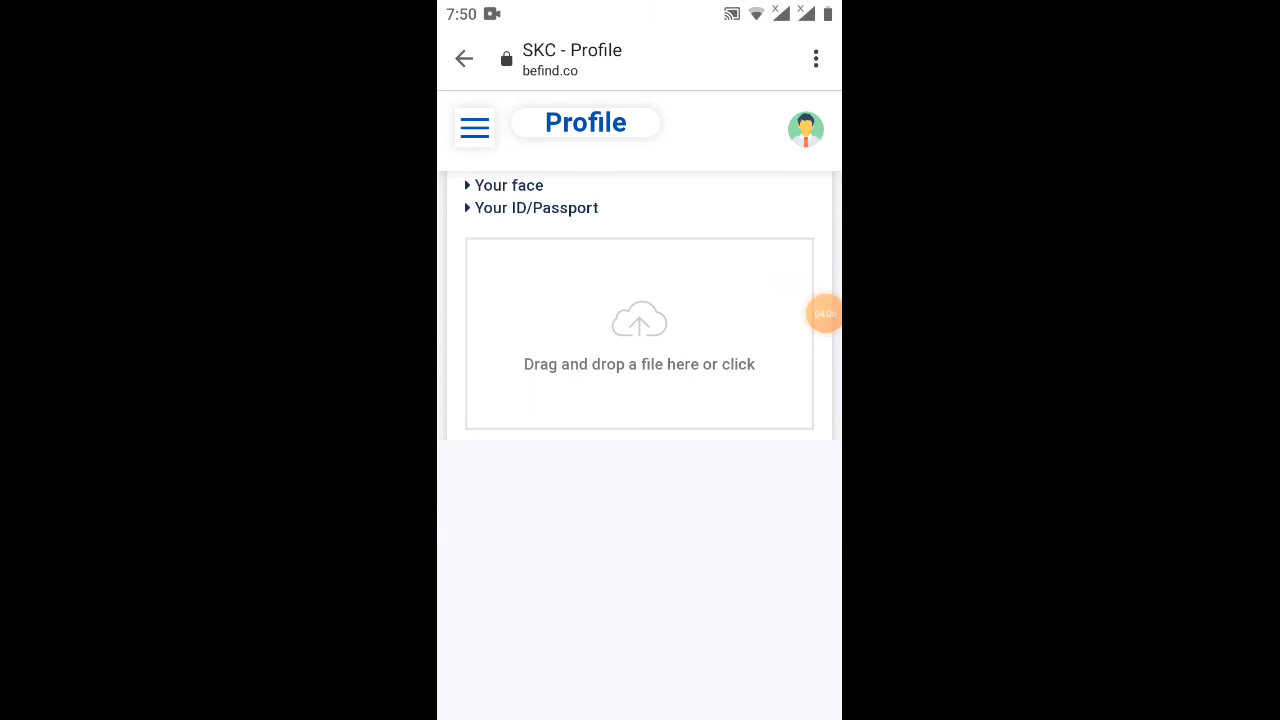 7:50
SKC - Profile
befind.co
Profile
Your face
Your ID/Passport
Drag and drop a file here or click